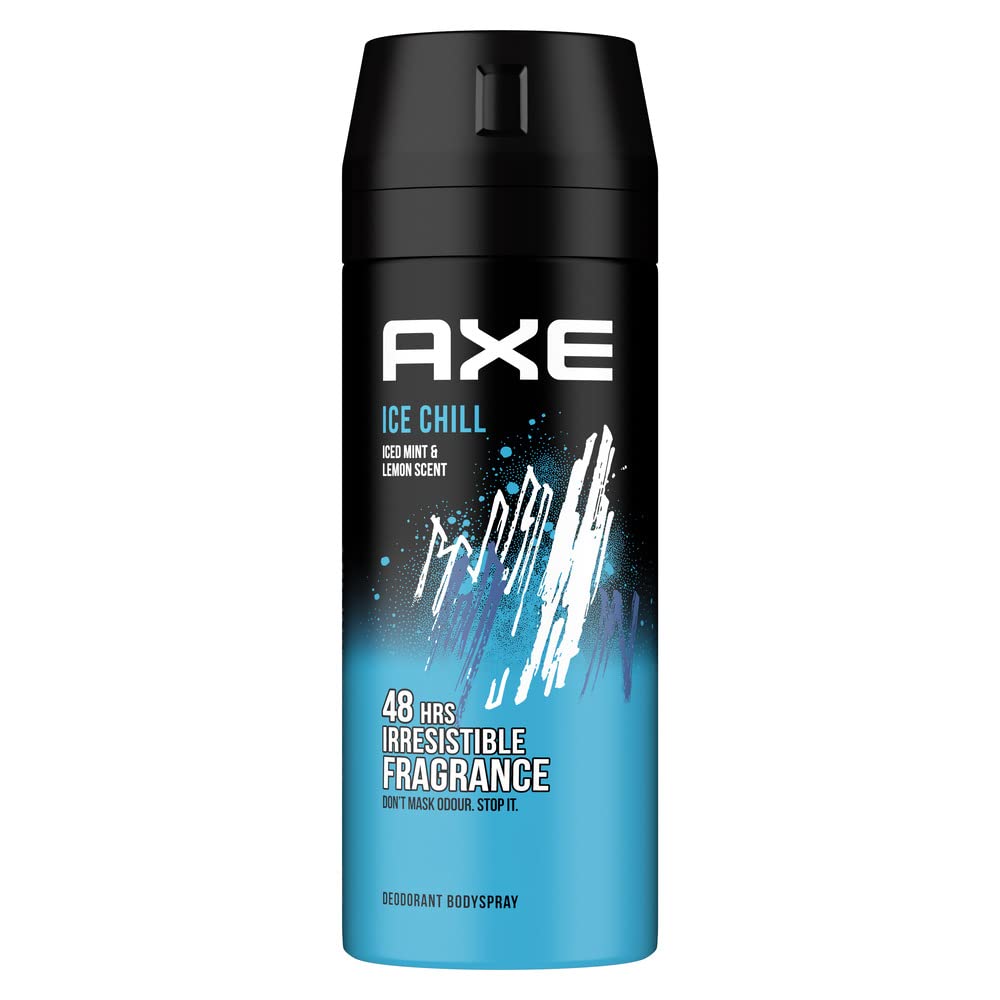 AXE
ICE CHILL
ICED MINT &
LEMON SCENT
48 HRS
IRRESISTIBLE
FRAGRANCE
DON'T MASK ODOUR. STOP IT.
DEODORANT BODYSPRAY